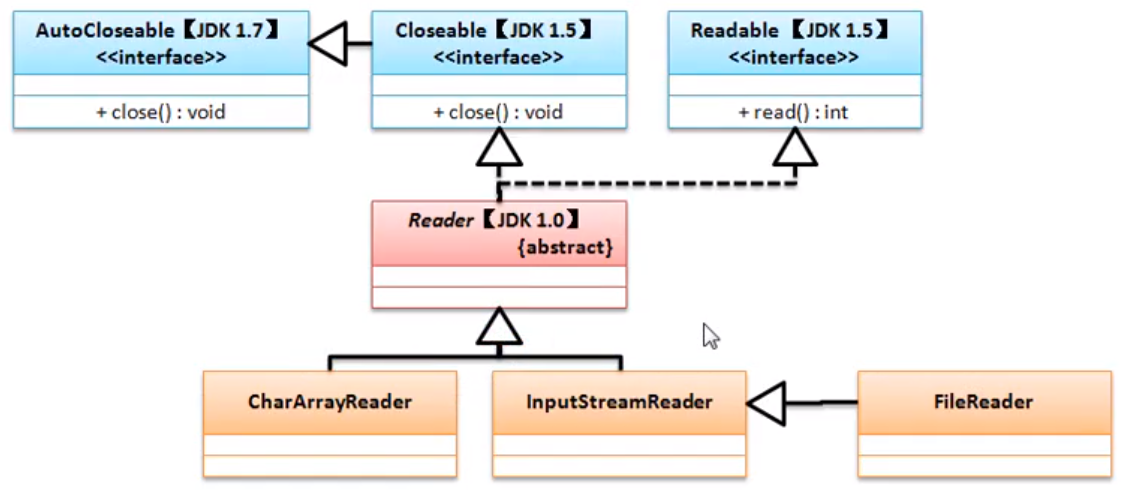 AutoCloseable【JDK 1.7】
<<interface>>
+ close() : void
Closeable【JDK 1.5】
<<interface>>
+ close() : void
Readable 【JDK 1.5】
<<interface>>
+ read() : int
Reader【JDK 1.0】
{abstract}
CharArrayReader
InputStreamReader
FileReader